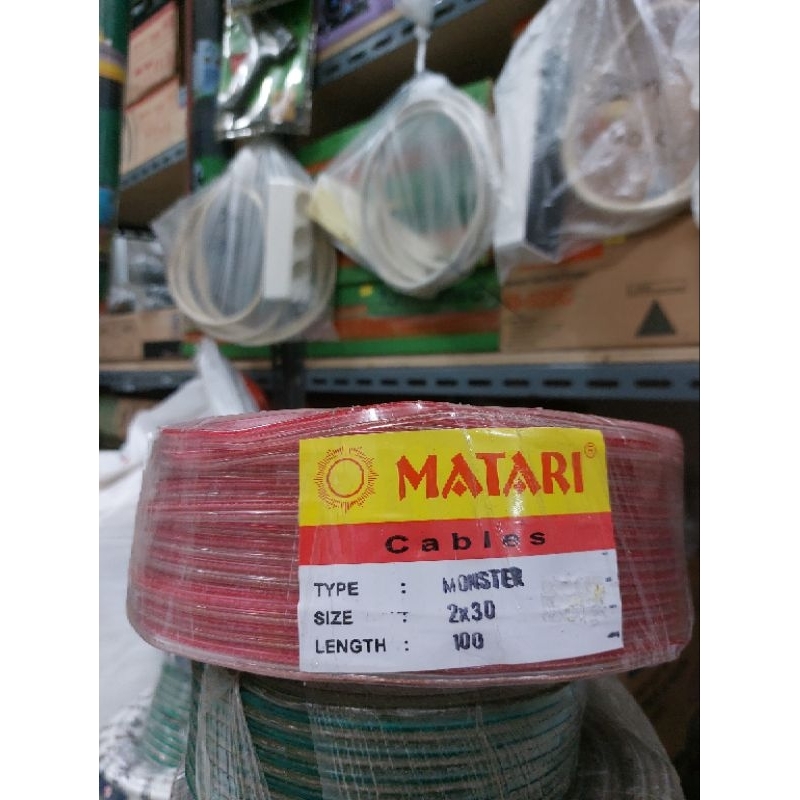 MATARI
Cables
TYPE : MONSTER
SIZE : 2x30
LENGTH : 100